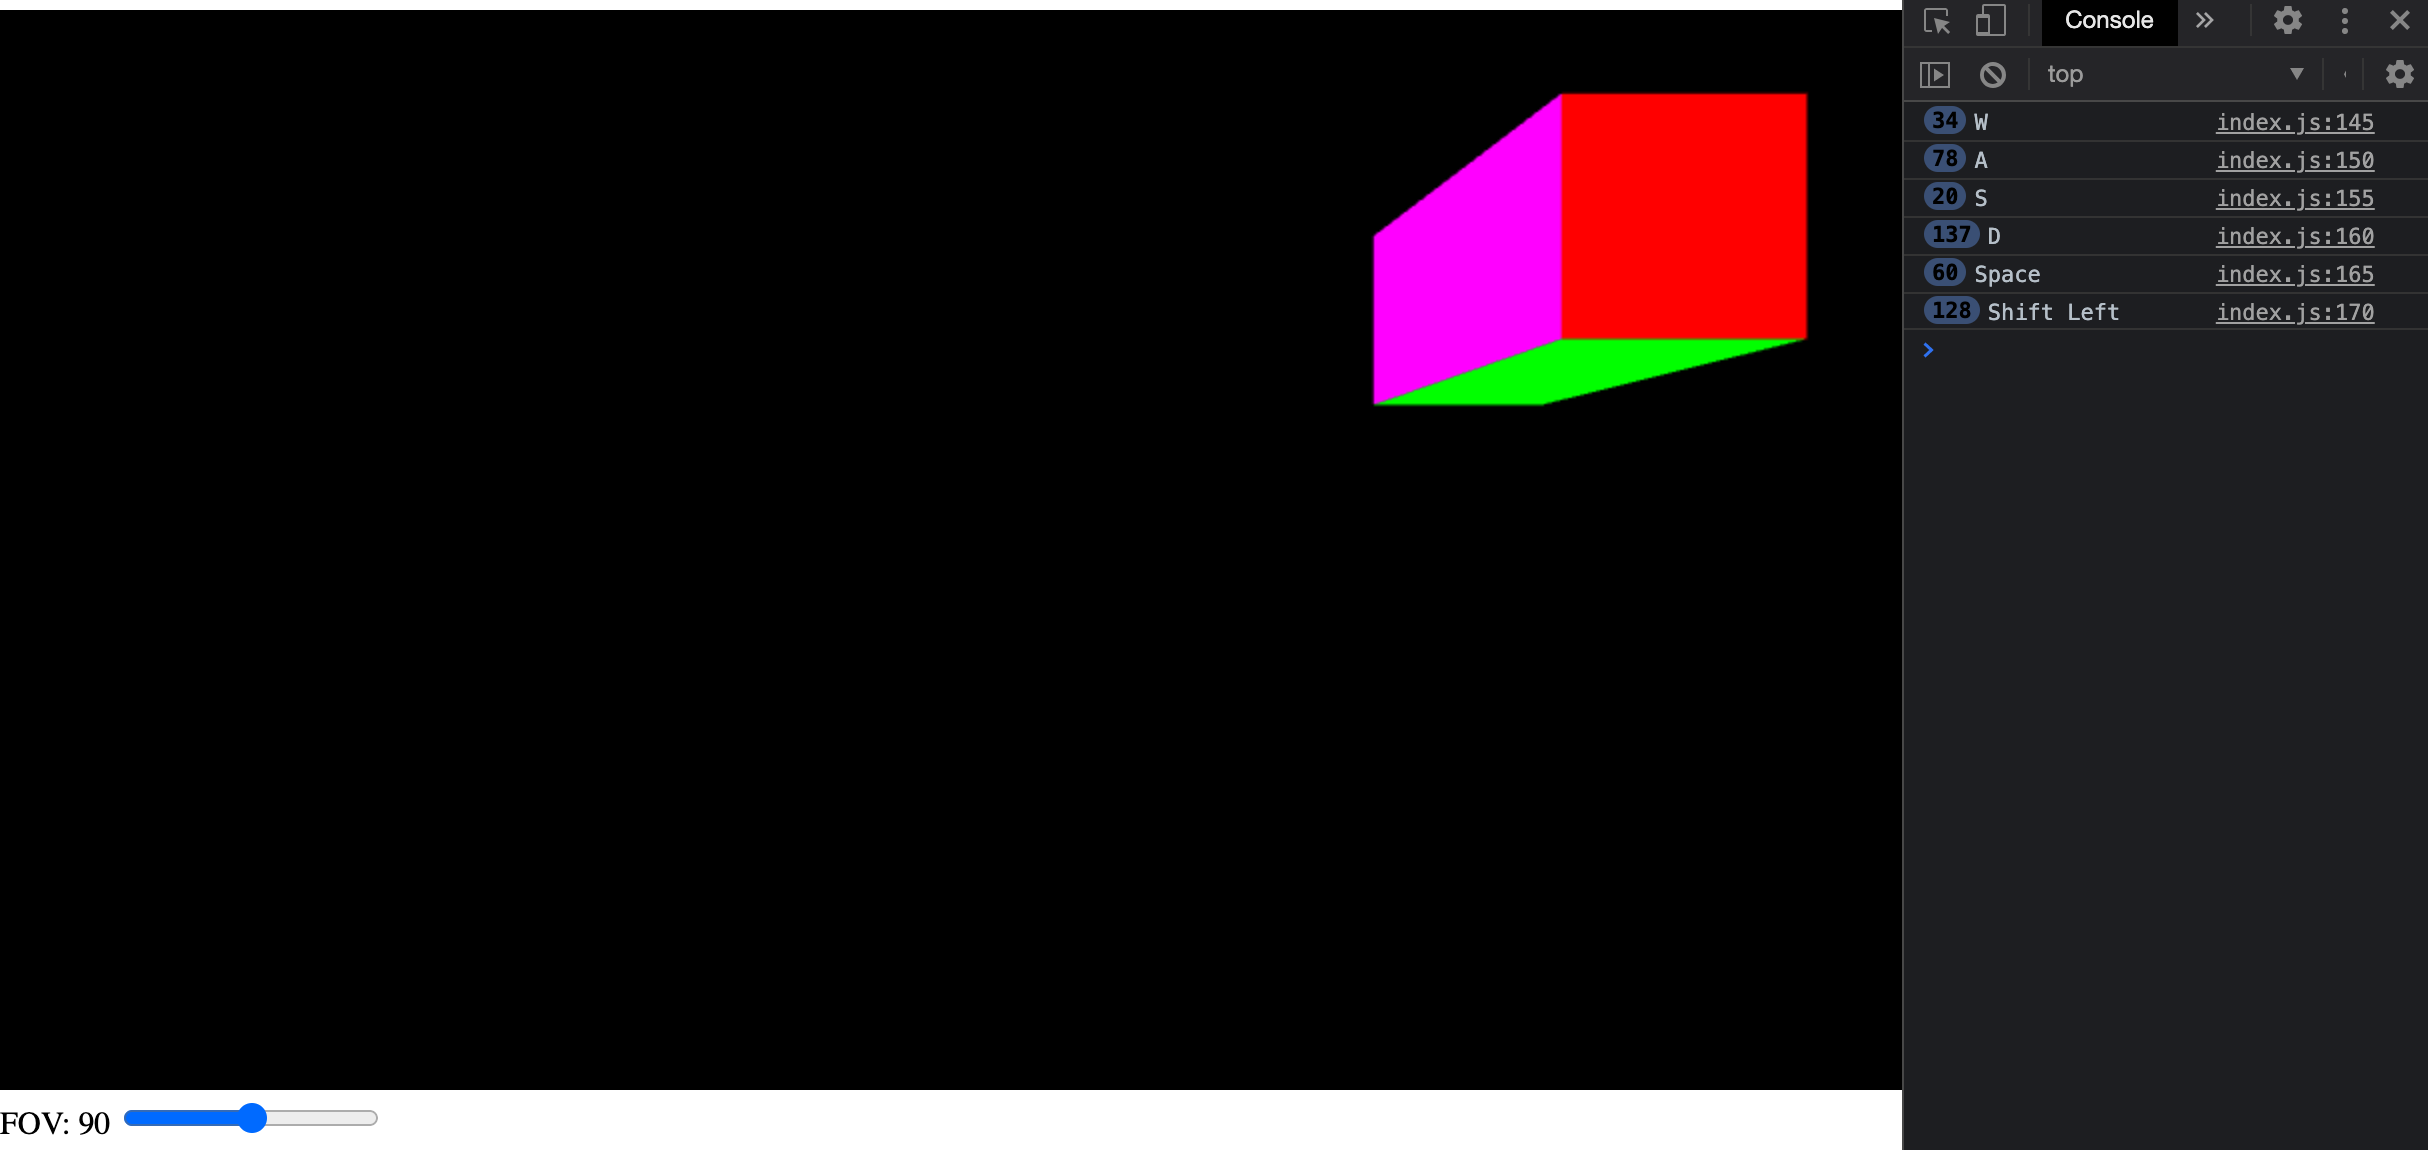 Console
top
34 W index.js:145
78 A index.js:150
20 S index.js:155
137 D index.js:160
60 Space index.js:165
128 Shift Left index.js:170
FOV: 90